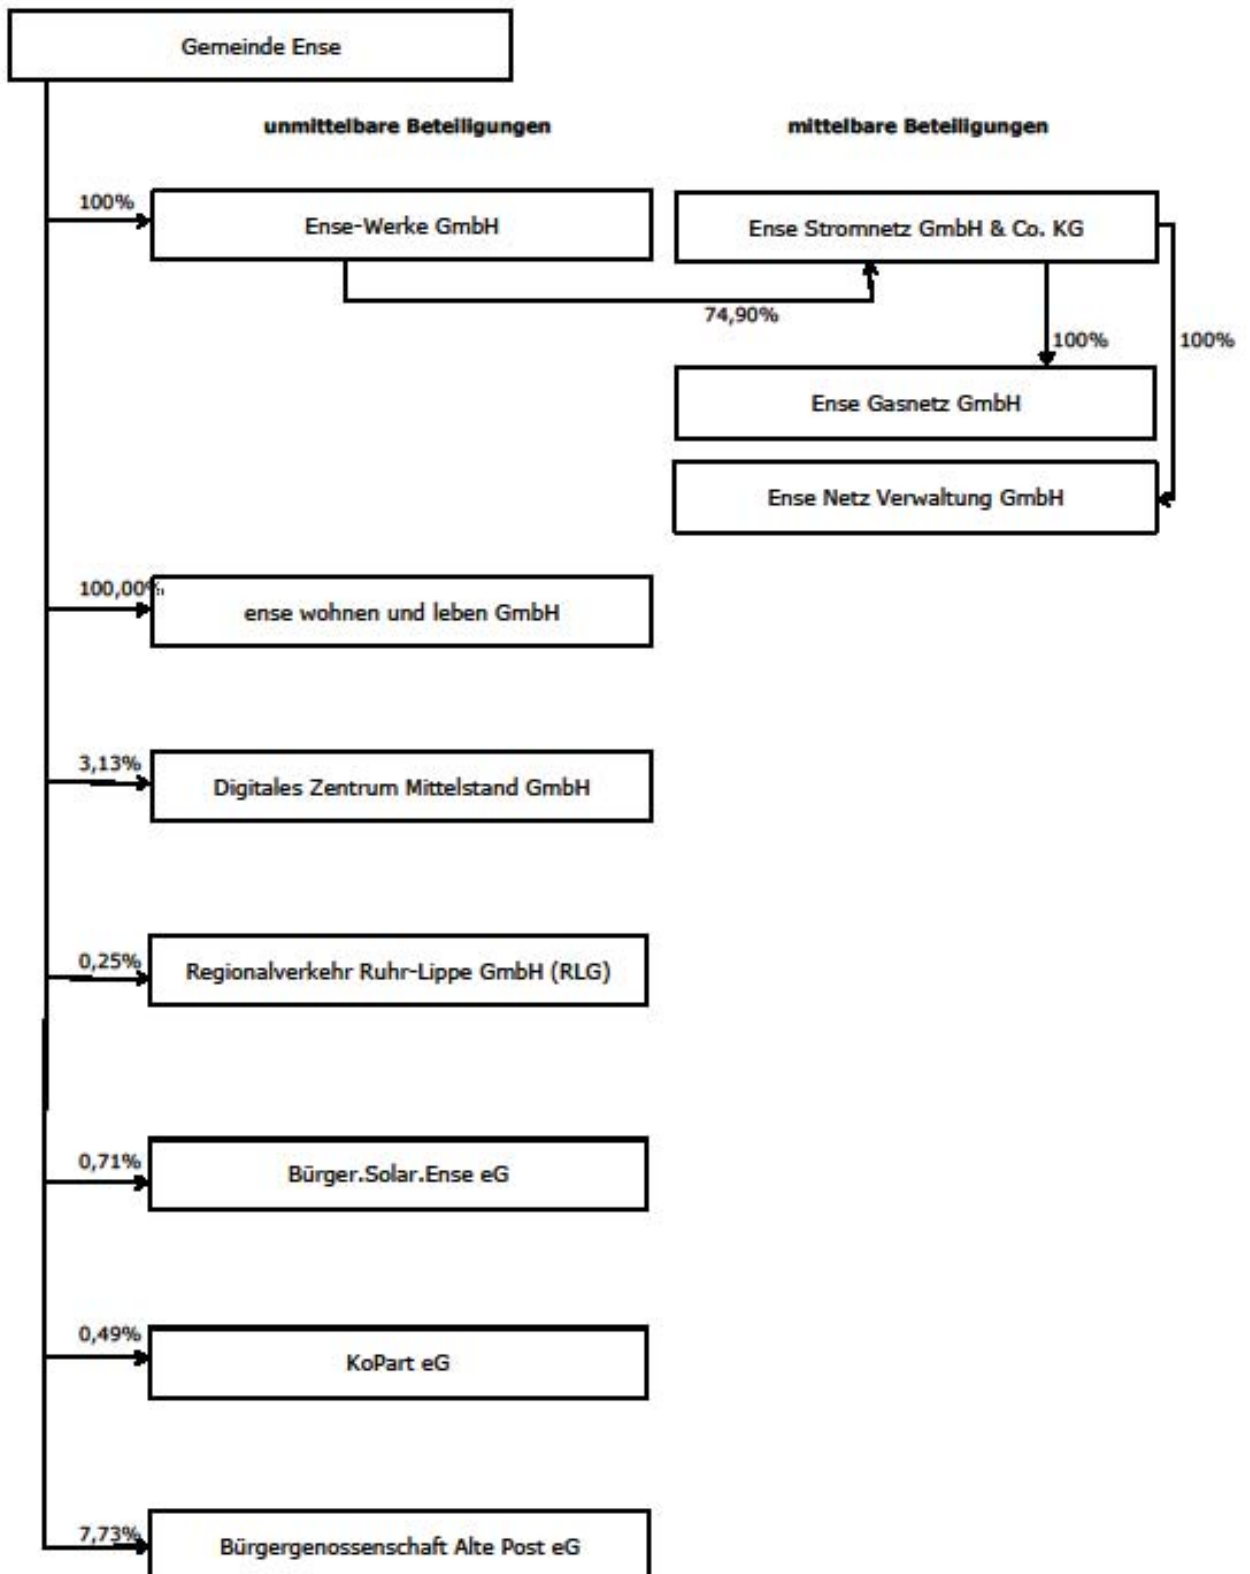 Gemeinde Ense
unmittelbare Beteiligungen
mittelbare Beteiligungen
100%
Ense-Werke GmbH
Ense Stromnetz GmbH & Co. KG
74,90%
100%
100%
Ense Gasnetz GmbH
Ense Netz Verwaltung GmbH
100,00%
ense wohnen und leben GmbH
3,13%
Digitales Zentrum Mittelstand GmbH
0,25%
Regionalverkehr Ruhr-Lippe GmbH (RLG)
0,71%
Bürger.Solar.Ense eG
0,49%
KoPart eG
7,73%
Bürgergenossenschaft Alte Post eG